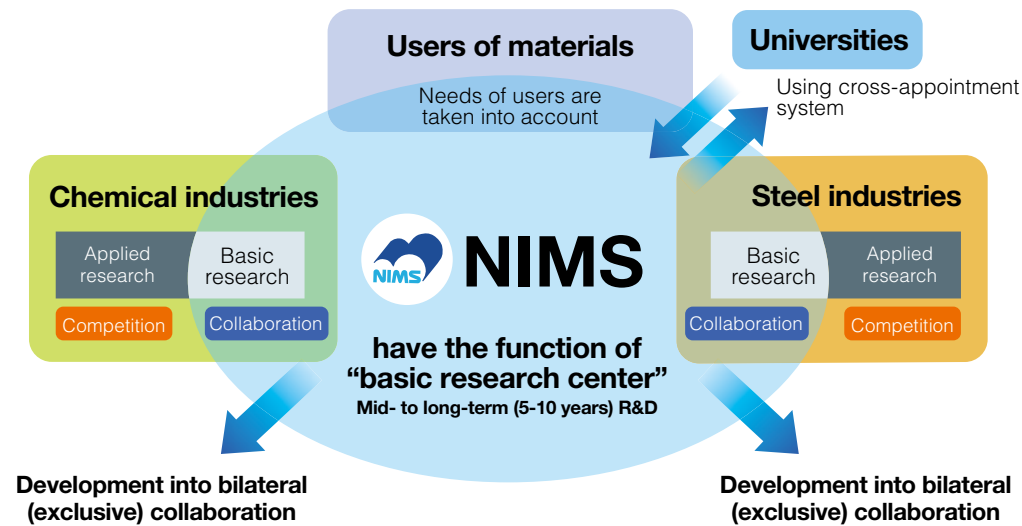 Users of materials
Needs of users are
taken into account
Universities
Using cross-appointment
system
Chemical industries
Applied
research
Basic
research
Competition
Collaboration
NIMS
NIMS
have the function of
“basic research center”
Mid- to long-term (5-10 years) R&D
Steel industries
Basic
research
Applied
research
Collaboration
Competition
Development into bilateral
(exclusive) collaboration
Development into bilateral
(exclusive) collaboration